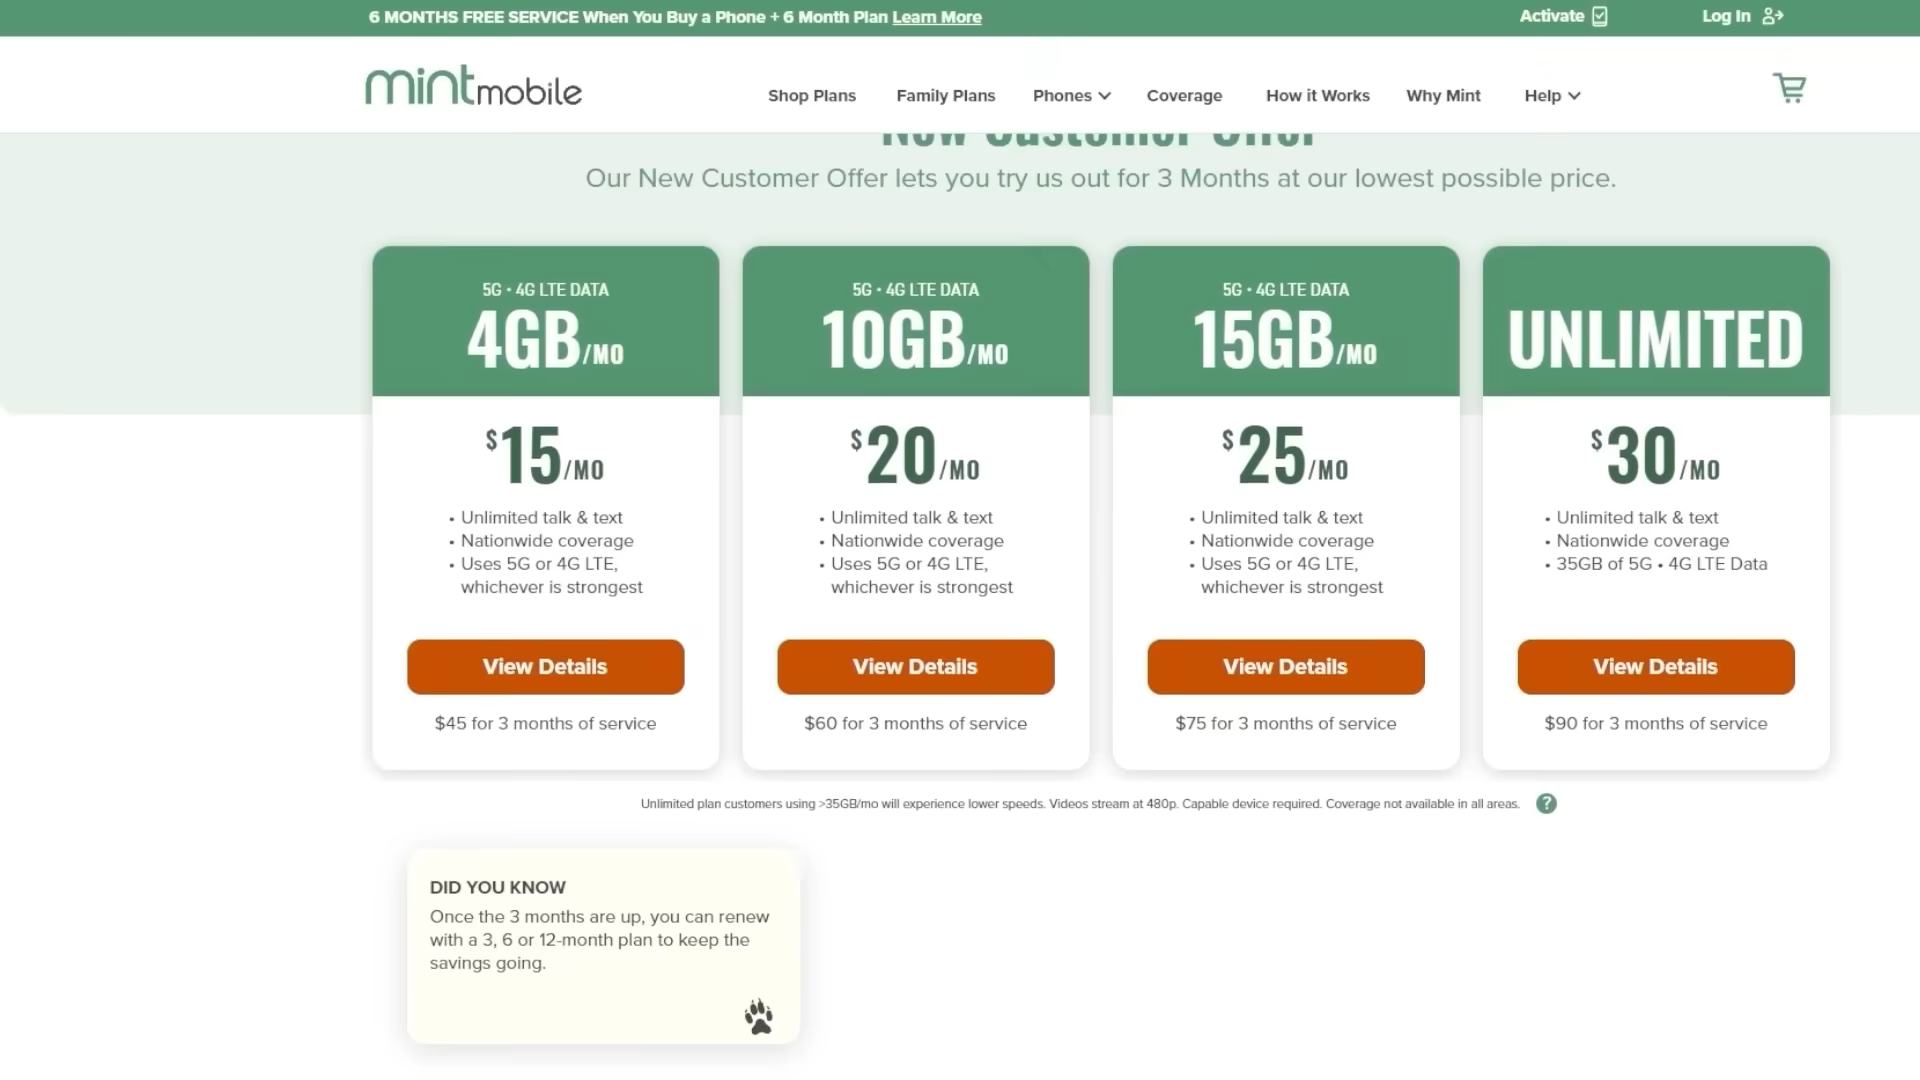 6 MONTHS FREE SERVICE When You Buy a Phone + 6 Month Plan Learn More
Activate
Log In
mintmobile
Shop Plans
Family Plans
Phones
Coverage
How it Works
Why Mint
Help
New Customer Offer
Our New Customer Offer lets you try us out for 3 Months at our lowest possible price.
5G • 4G LTE DATA
4GB/MO
$15/MO
• Unlimited talk & text
• Nationwide coverage
• Uses 5G or 4G LTE,
whichever is strongest
View Details
$45 for 3 months of service
5G • 4G LTE DATA
10GB/MO
$20/MO
• Unlimited talk & text
• Nationwide coverage
• Uses 5G or 4G LTE,
whichever is strongest
View Details
$60 for 3 months of service
5G • 4G LTE DATA
15GB/MO
$25/MO
• Unlimited talk & text
• Nationwide coverage
• Uses 5G or 4G LTE,
whichever is strongest
View Details
$75 for 3 months of service
UNLIMITED
$30/MO
• Unlimited talk & text
• Nationwide coverage
• 35GB of 5G • 4G LTE Data
View Details
$90 for 3 months of service
Unlimited plan customers using >35GB/mo will experience lower speeds. Videos stream at 480p. Capable device required. Coverage not available in all areas. ?
DID YOU KNOW
Once the 3 months are up, you can renew
with a 3, 6 or 12-month plan to keep the
savings going.